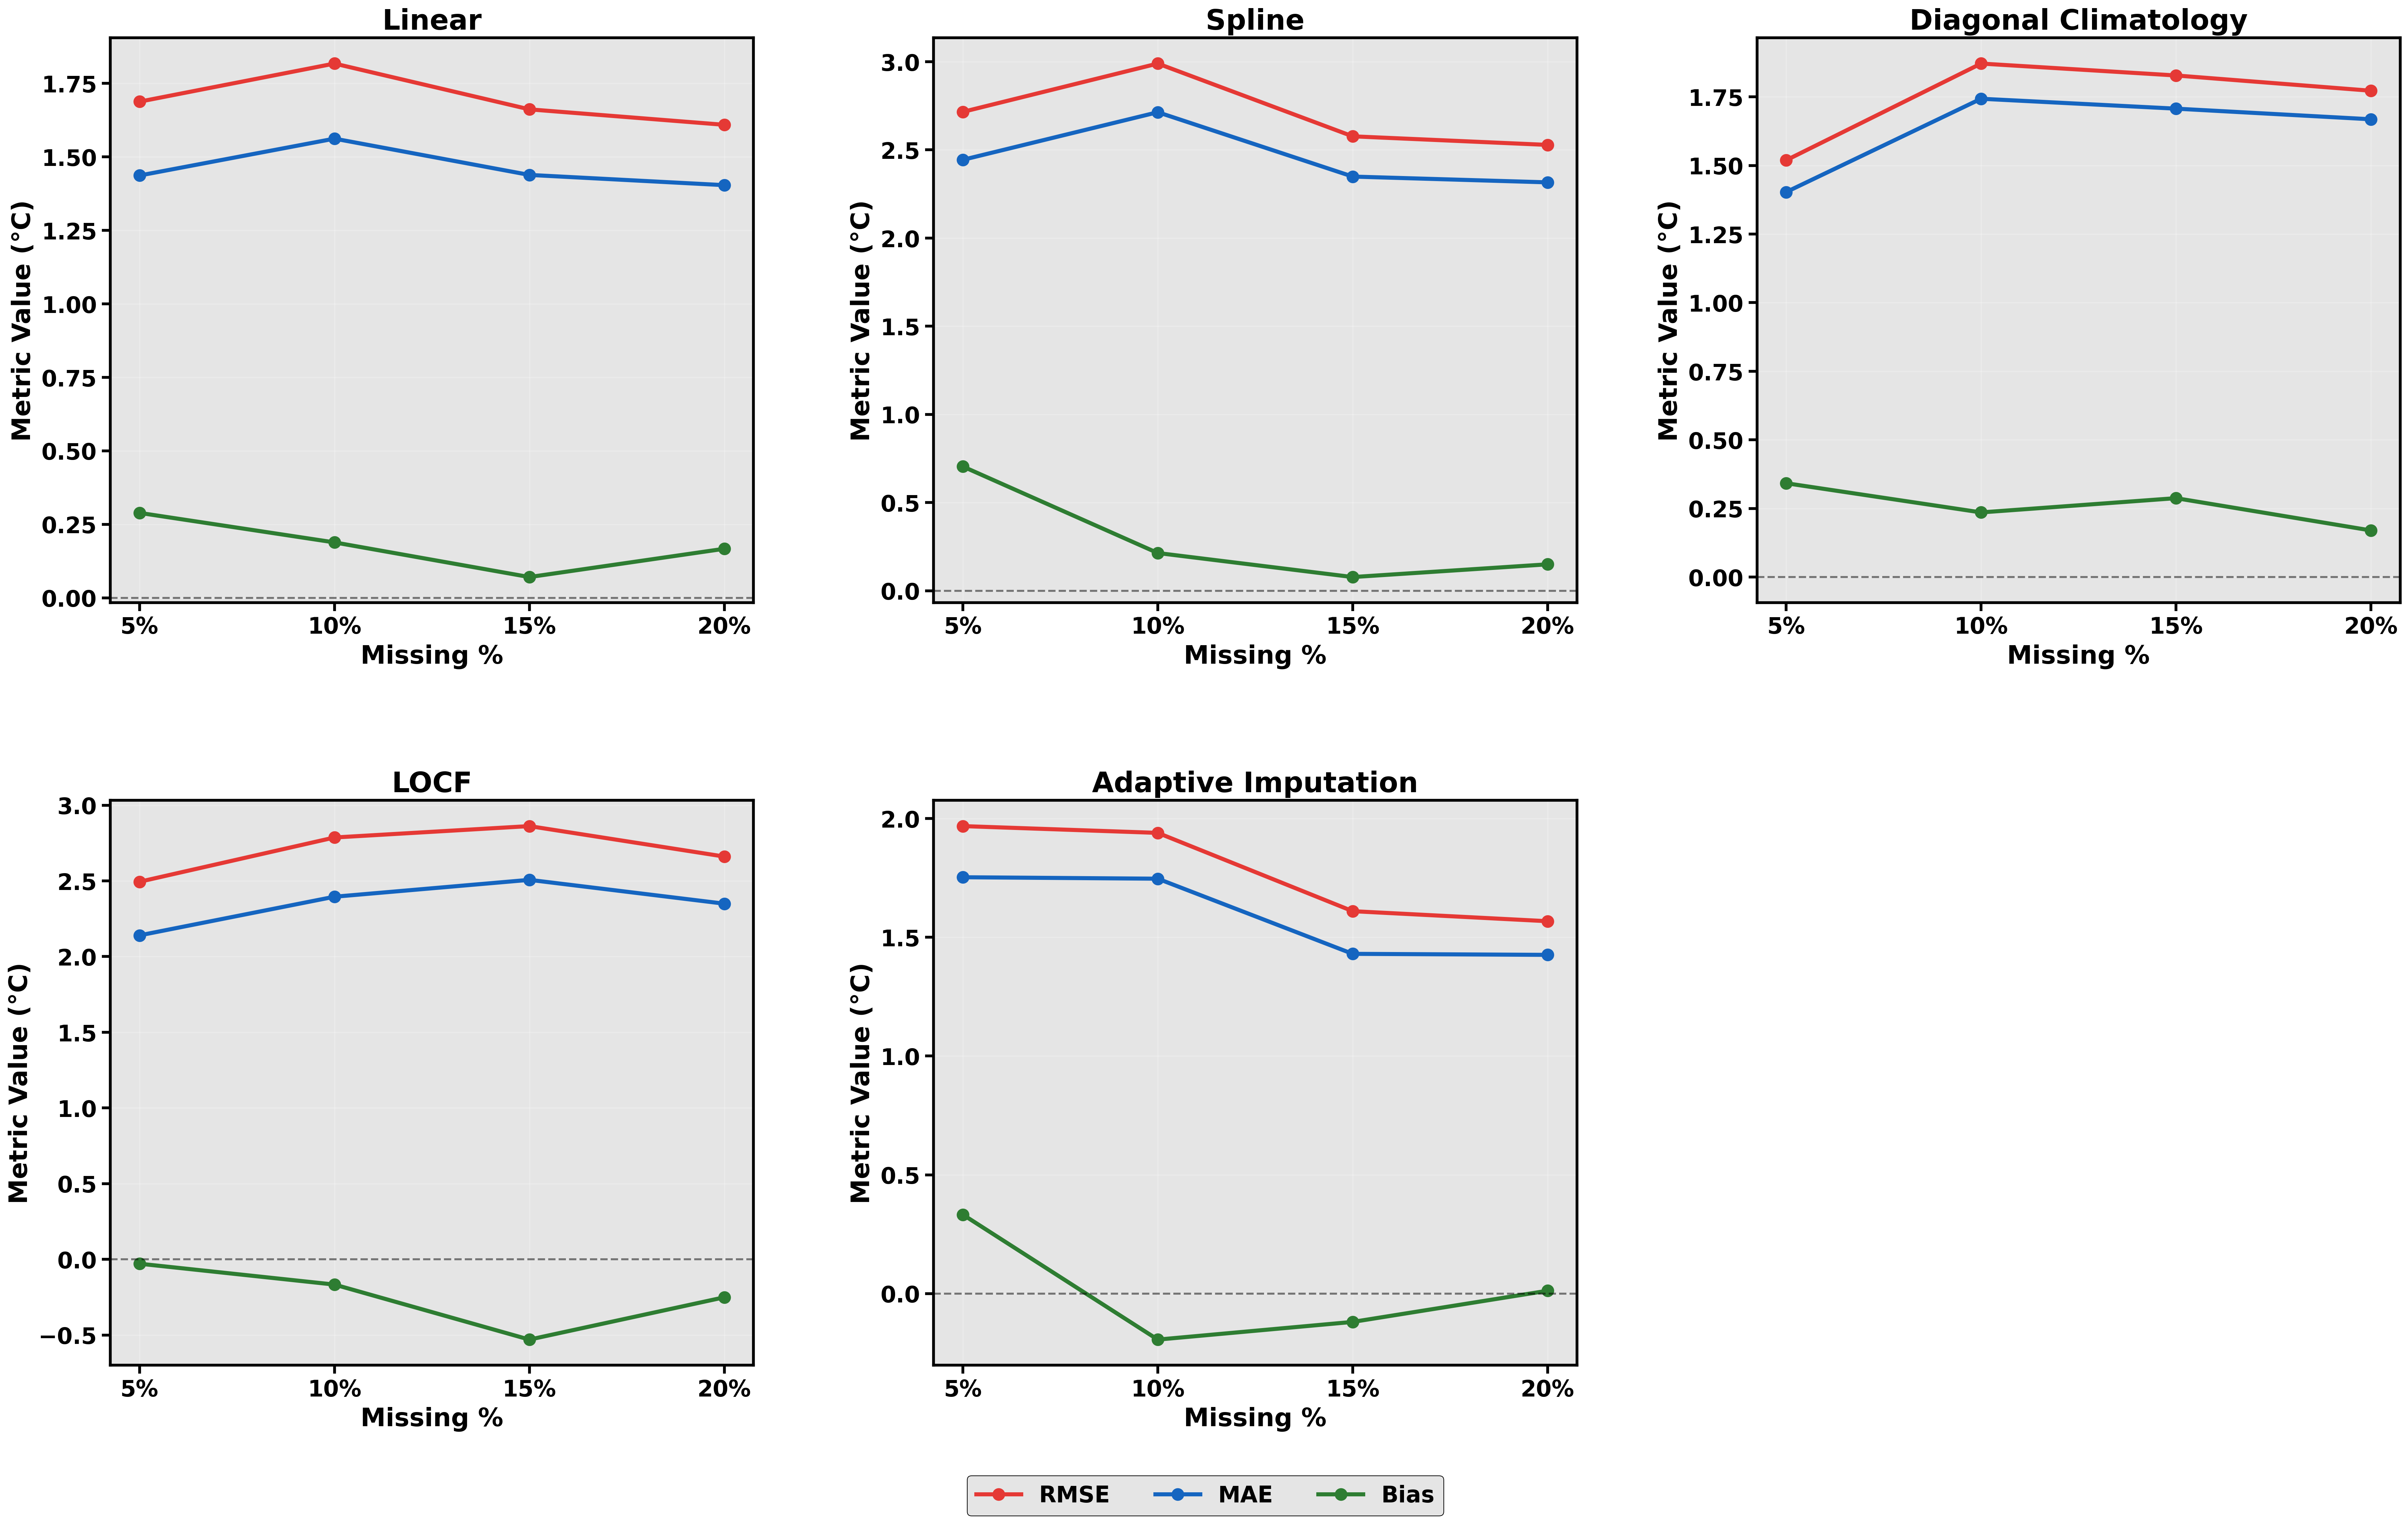 Linear
Metric Value (°C)
1.75
1.50
1.25
1.00
0.75
0.50
0.25
0.00
5% 10% 15% 20%
Missing %
Spline
Metric Value (°C)
3.0
2.5
2.0
1.5
1.0
0.5
0.0
5% 10% 15% 20%
Missing %
Diagonal Climatology
Metric Value (°C)
1.75
1.50
1.25
1.00
0.75
0.50
0.25
0.00
5% 10% 15% 20%
Missing %
LOCF
Metric Value (°C)
3.0
2.5
2.0
1.5
1.0
0.5
0.0
−0.5
5% 10% 15% 20%
Missing %
Adaptive Imputation
Metric Value (°C)
2.0
1.5
1.0
0.5
0.0
5% 10% 15% 20%
Missing %
RMSE MAE Bias